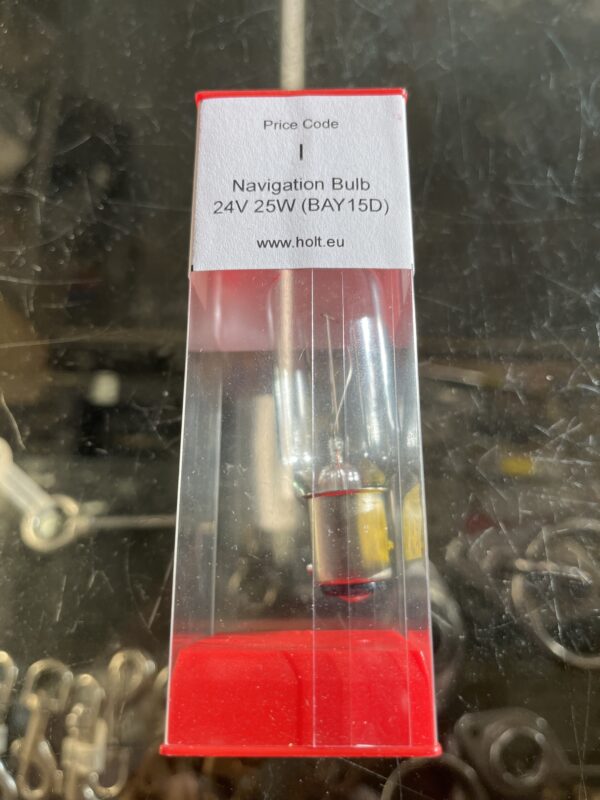 Price Code
I
Navigation Bulb
24V 25W (BAY15D)
www.holt.eu